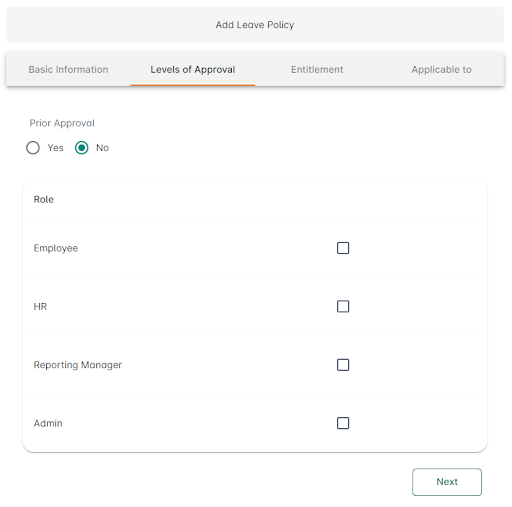 Add Leave Policy
Basic Information Levels of Approval Entitlement Applicable to
Prior Approval
Yes No
Role
Employee
HR
Reporting Manager
Admin
Next